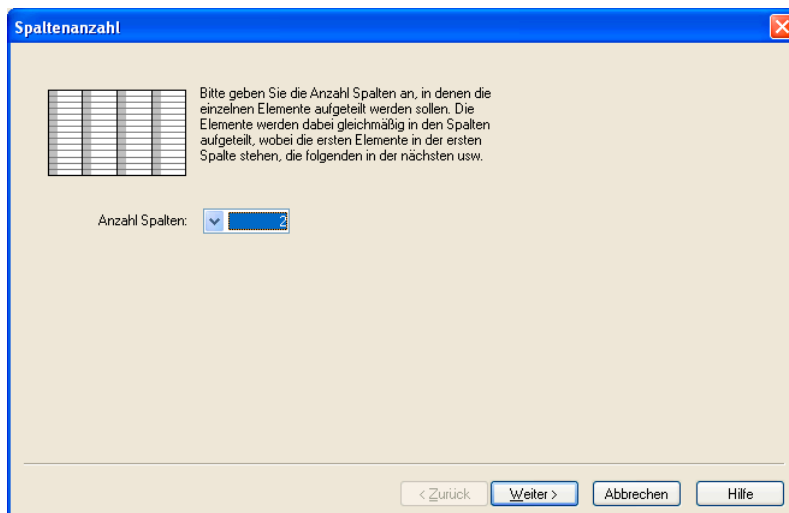 Spaltenanzahl
Bitte geben Sie die Anzahl Spalten an, in denen die
einzelnen Elemente aufgeteilt werden sollen. Die
Elemente werden dabei gleichmäßig in den Spalten
aufgeteilt, wobei die ersten Elemente in der ersten
Spalte stehen, die folgenden in der nächsten usw.
Anzahl Spalten: 2
< Zurück Weiter > Abbrechen Hilfe